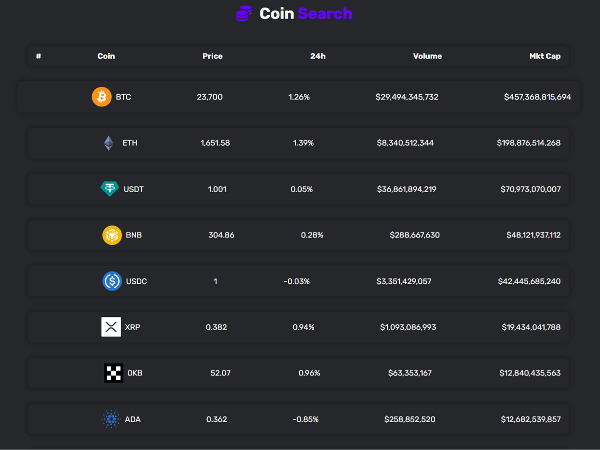 Coin Search
# Coin Price 24h Volume Mkt Cap
BTC 23,700 1.26% $29,494,345,732 $457,368,815,694
ETH 1,651.58 1.39% $8,340,512,344 $198,876,514,268
USDT 1.001 0.05% $36,861,894,219 $70,973,070,007
BNB 304.86 0.28% $288,667,630 $48,121,937,112
USDC 1 -0.03% $3,351,429,057 $42,445,685,240
XRP 0.382 0.94% $1,093,086,993 $19,434,041,788
OKB 52.07 0.96% $63,353,167 $12,840,435,563
ADA 0.362 -0.85% $258,852,520 $12,682,539,857